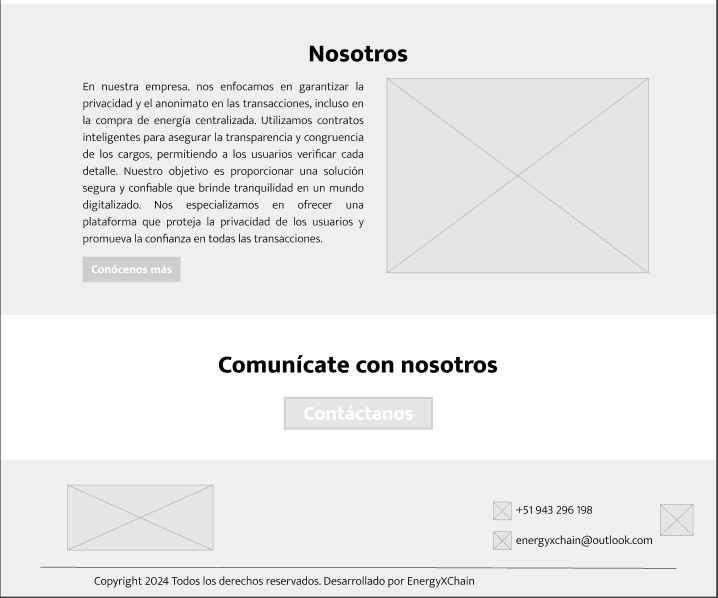 Nosotros
En nuestra empresa. nos enfocamos en garantizar la
privacidad y el anonimato en las transacciones, incluso en
la compra de energía centralizada. Utilizamos contratos
inteligentes para asegurar la transparencia y congruencia
de los cargos, permitiendo a los usuarios verificar cada
detalle. Nuestro objetivo es proporcionar una solución
segura y confiable que brinde tranquilidad en un mundo
digitalizado. Nos especializamos en ofrecer una
plataforma que proteja la privacidad de los usuarios y
promueva la confianza en todas las transacciones.
Conócenos más
Comunícate con nosotros
Contáctanos
+51 943 296 198
energyxchain@outlook.com
Copyright 2024 Todos los derechos reservados. Desarrollado por EnergyXChain